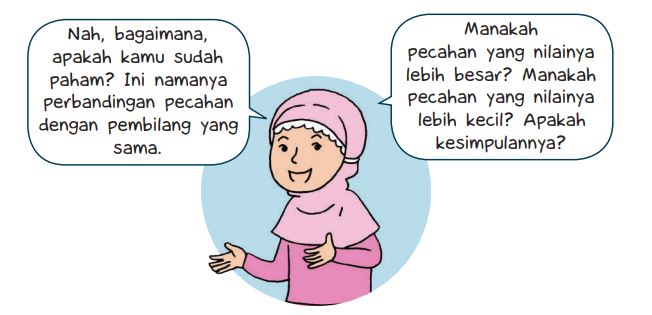 Nah, bagaimana,
apakah kamu sudah
paham? Ini namanya
perbandingan pecahan
dengan pembilang yang
sama.
Manakah
pecahan yang nilainya
lebih besar? Manakah
pecahan yang nilainya
lebih kecil? Apakah
kesimpulannya?